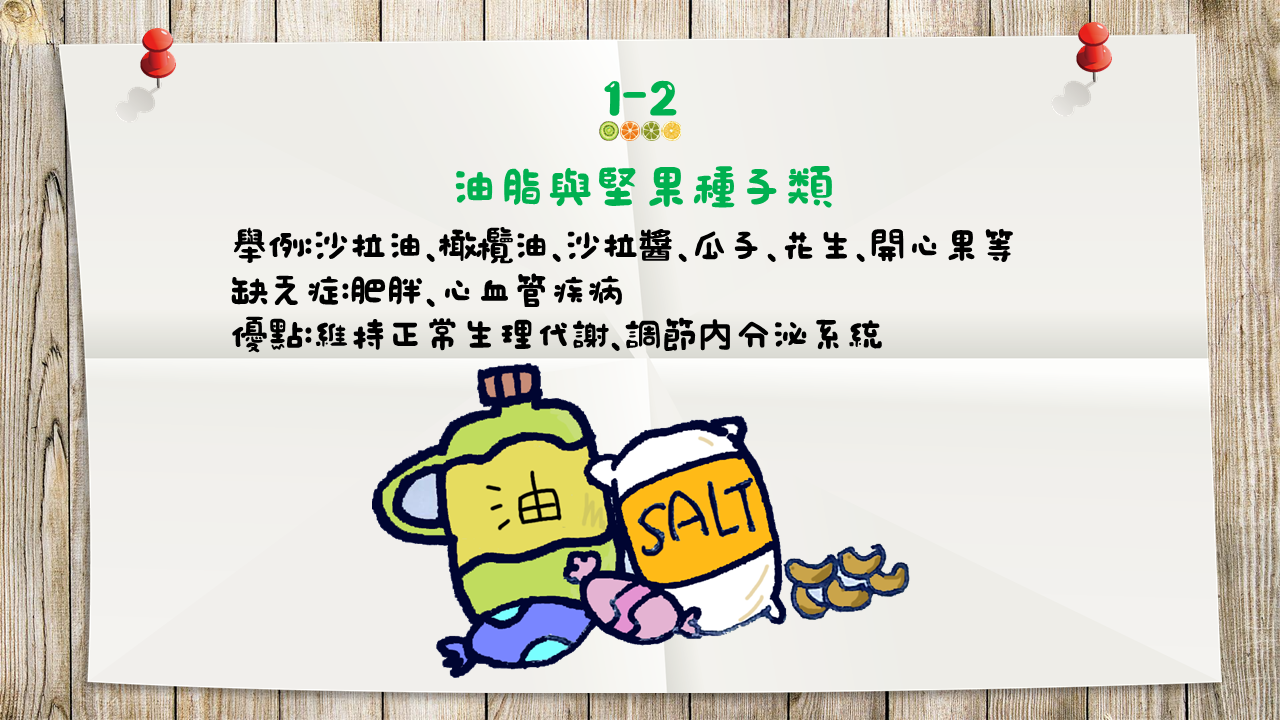 1-2
油脂與堅果種子類
舉例:沙拉油、橄欖油、沙拉醬、瓜子、花生、開心果等
缺乏症:肥胖、心血管疾病
優點:維持正常生理代謝、調節內分泌系統
油
SALT